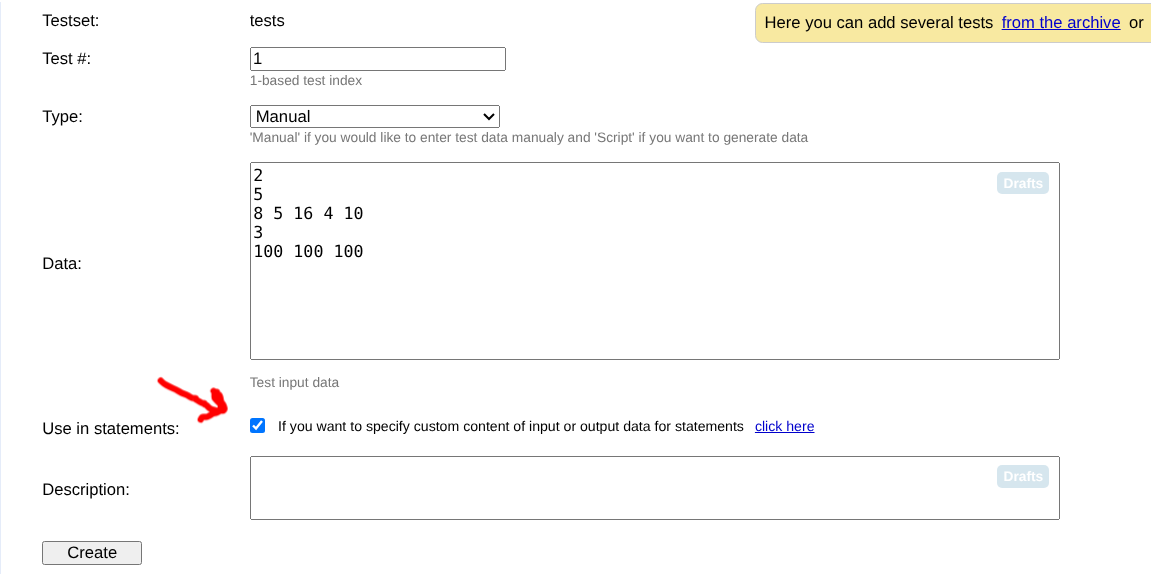 Testset: tests
Here you can add several tests from the archive or
Test #: 1
1-based test index
Type: Manual
'Manual' if you would like to enter test data manualy and 'Script' if you want to generate data
Data:
2
5
8 5 16 4 10
3
100 100 100
Drafts
Test input data
Use in statements: If you want to specify custom content of input or output data for statements click here
Description:
Drafts
Create